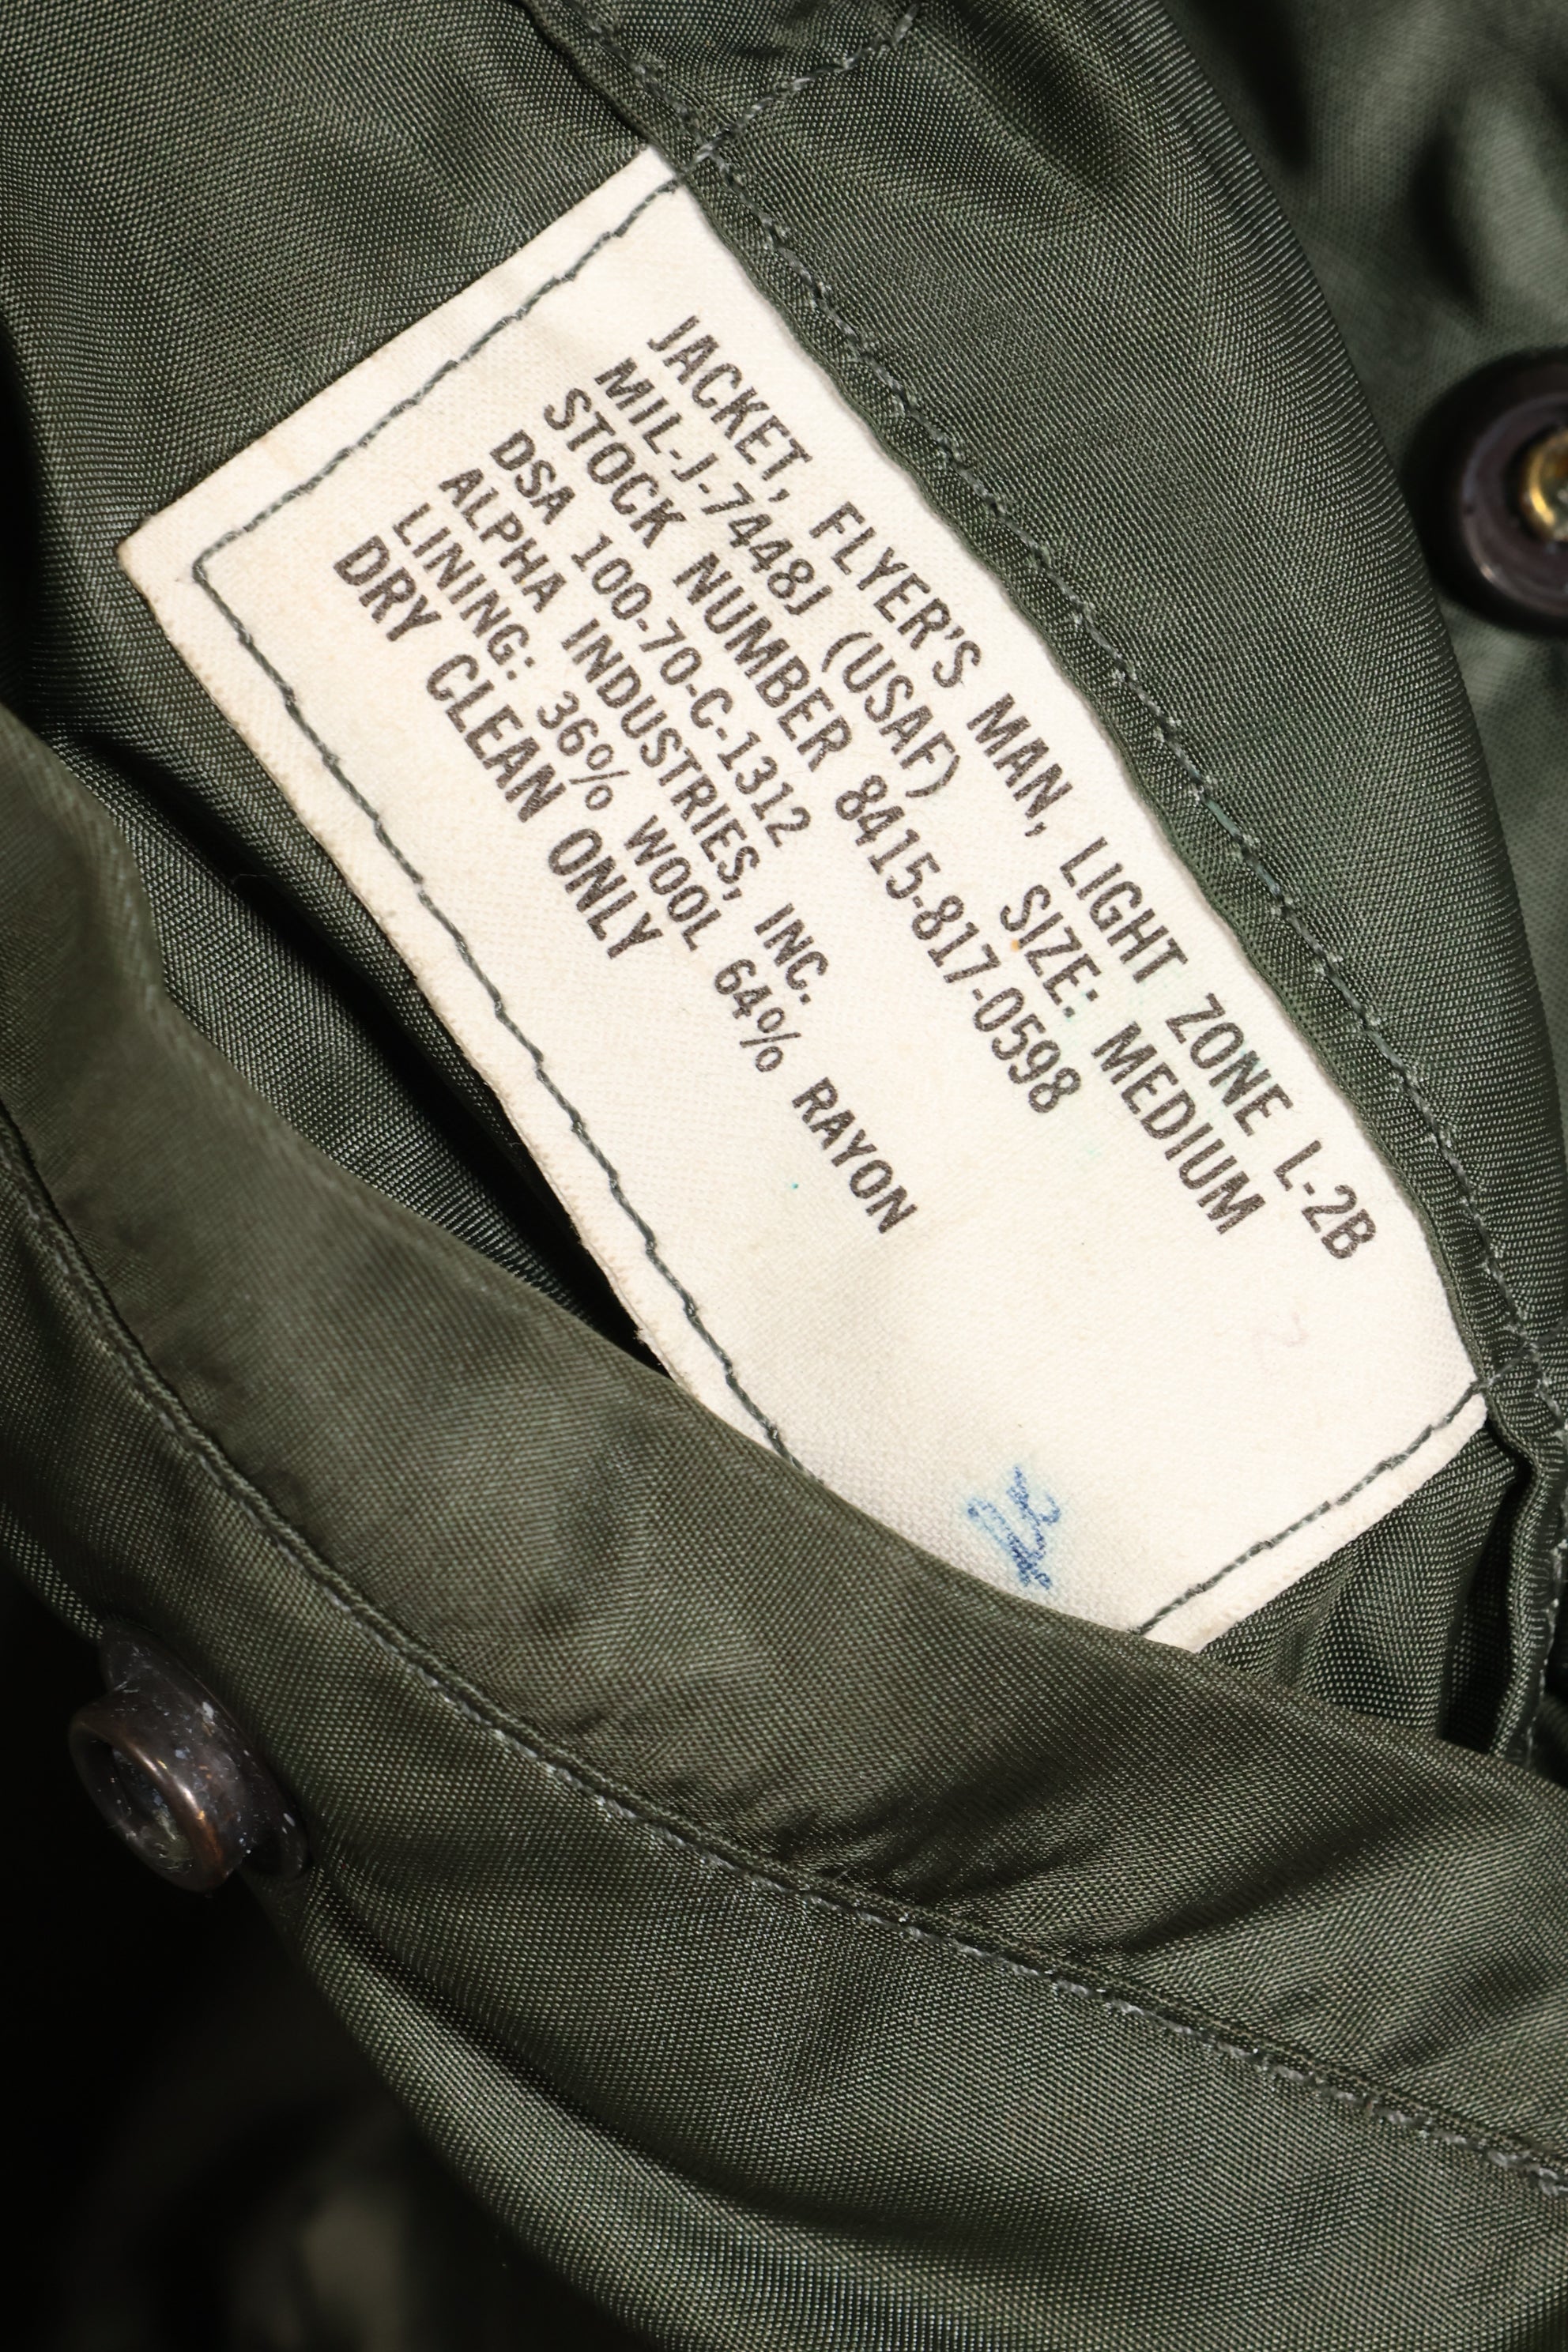 JACKET, FLYER'S MAN, LIGHT ZONE L-2B
MIL-J-7448J (USAF) SIZE: MEDIUM
STOCK NUMBER 8415-817-0598
DSA 100-70-C-1312
ALPHA INDUSTRIES, INC.
LINING: 36% WOOL 64% RAYON
DRY CLEAN ONLY